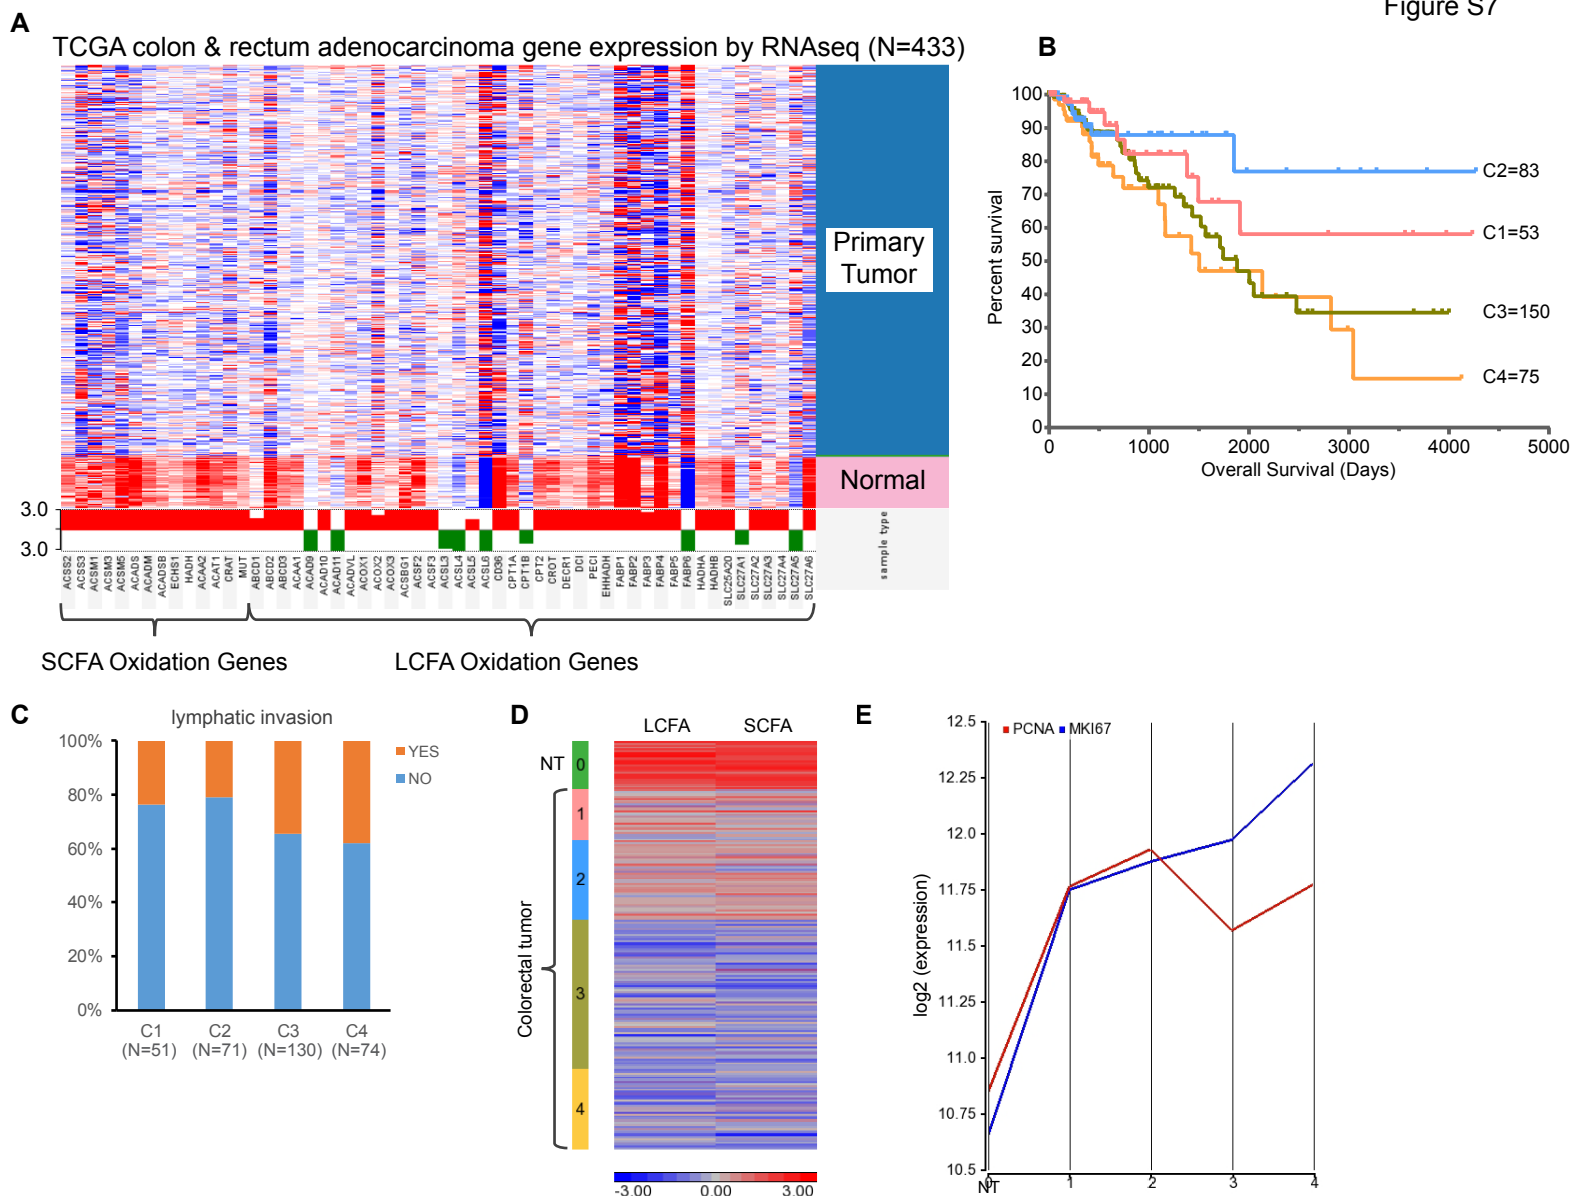 Figure S7
A
TCGA colon & rectum adenocarcinoma gene expression by RNAseq (N=433)
Primary
Tumor
Normal
3.0
3.0
sample type
ACSS2
ACSS3
ACSM1
ACSM3
ACSM5
ACADS
ACADM
ACADSB
ECHS1
HADH
ACAA2
ACAT1
CRAT
MUT
ABCD1
ABCD2
ABCD3
ACAA1
ACAD9
ACAD10
ACAD11
ACADVL
ACOX1
ACOX2
ACOX3
ACSBG1
ACSF2
ACSF3
ACSL3
ACSL4
ACSL5
ACSL6
CD36
CPT1A
CPT1B
CPT2
CROT
DECR1
DCI
PECI
EHHADH
FABP1
FABP2
FABP3
FABP4
FABP5
FABP6
HADHA
HADHB
SLC25A20
SLC27A1
SLC27A2
SLC27A3
SLC27A4
SLC27A5
SLC27A6
SCFA Oxidation Genes
LCFA Oxidation Genes
B
Percent survival
100
90
80
70
60
50
40
30
20
10
0
0
1000
2000
3000
4000
5000
Overall Survival (Days)
C2=83
C1=53
C3=150
C4=75
C
lymphatic invasion
100%
80%
60%
40%
20%
0%
YES
NO
C1
(N=51)
C2
(N=71)
C3
(N=130)
C4
(N=74)
D
LCFA
SCFA
NT
0
1
2
3
4
Colorectal tumor
-3.00
0.00
3.00
E
PCNA
MKI67
log2 (expression)
12.5
12.25
12.0
11.75
11.5
11.25
11.0
10.75
10.5
0
NT
1
2
3
4